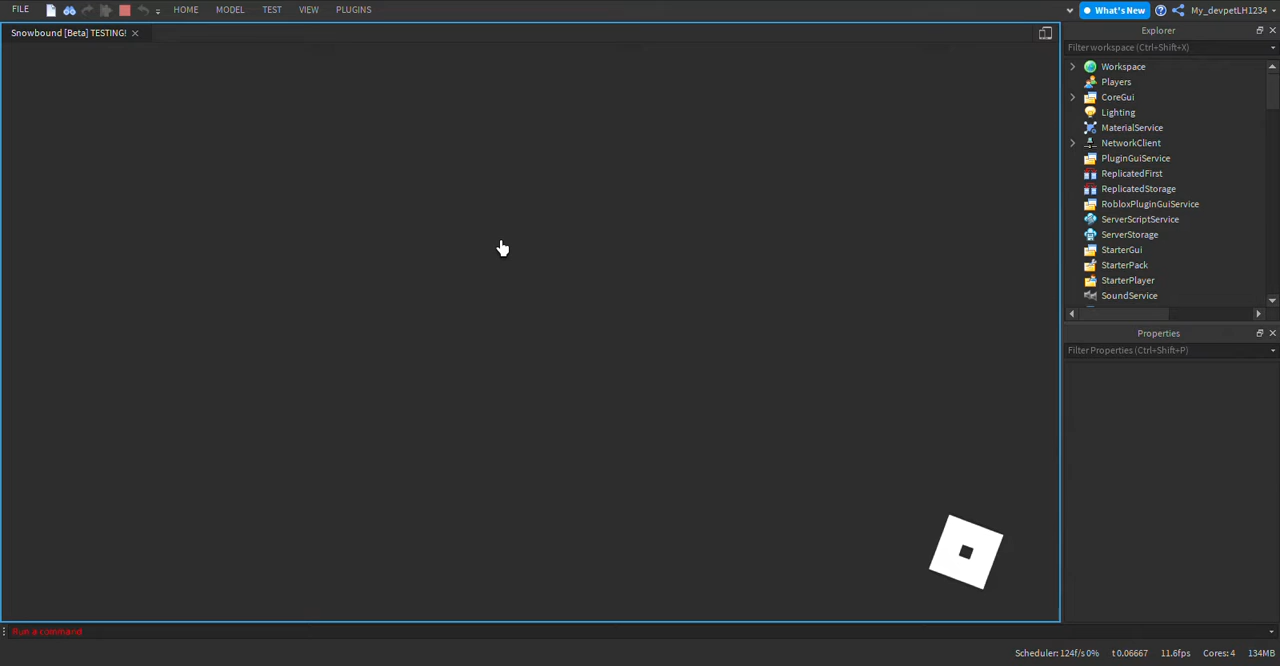 FILE HOME MODEL TEST VIEW PLUGINS What's New My_devpetLH1234
Snowbound [Beta] TESTING!
Explorer
Filter workspace (Ctrl+Shift+X)
Workspace
Players
CoreGui
Lighting
MaterialService
NetworkClient
PluginGuiService
ReplicatedFirst
ReplicatedStorage
RobloxPluginGuiService
ServerScriptService
ServerStorage
StarterGui
StarterPack
StarterPlayer
SoundService
Properties
Filter Properties (Ctrl+Shift+P)
Run a command
Scheduler: 124f/s 0% t 0.06667 11.6fps Cores: 4 134MB